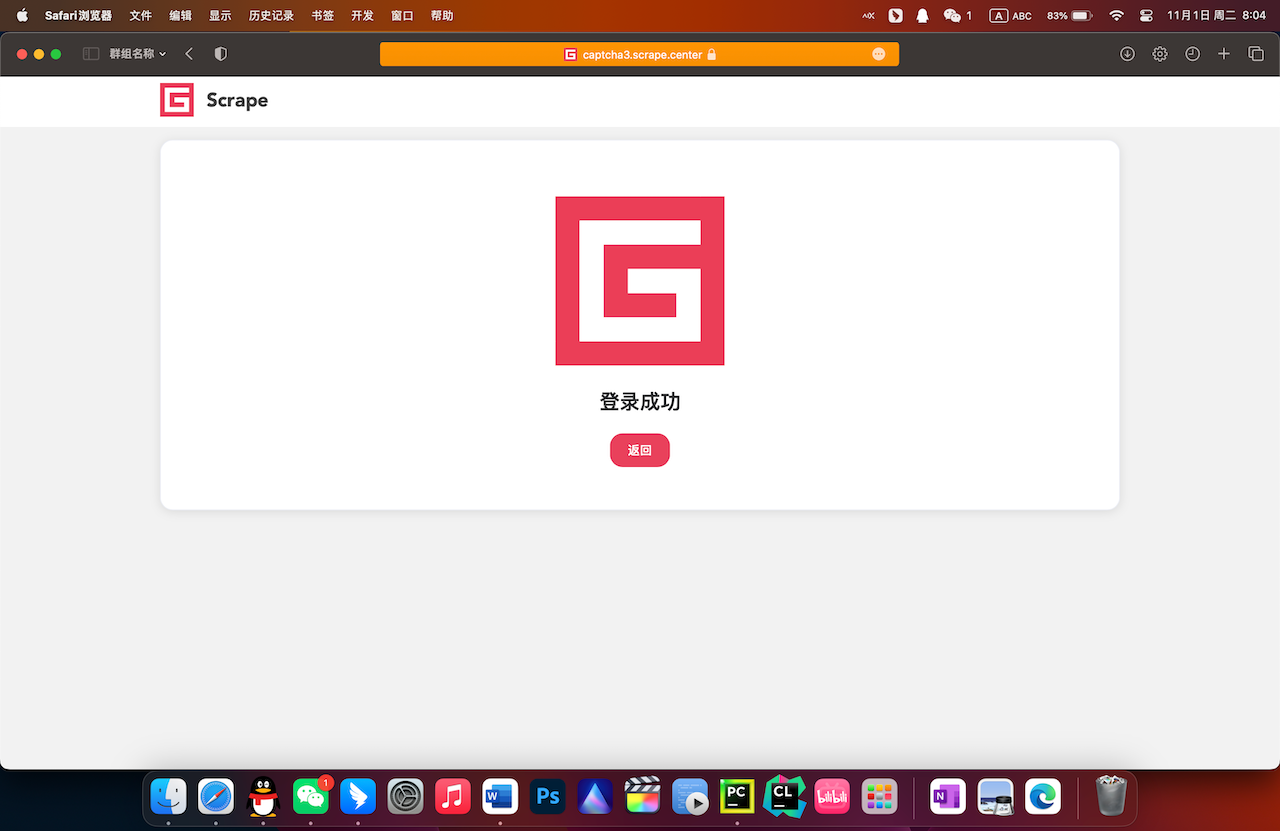 Safari浏览器 文件 编辑 显示 历史记录 书签 开发 窗口 帮助 1 A ABC 83% 11月1日 周二 8:04
群组名称 captcha3.scrape.center
Scrape
登录成功
返回
1
W Ps PC CL bilibili N